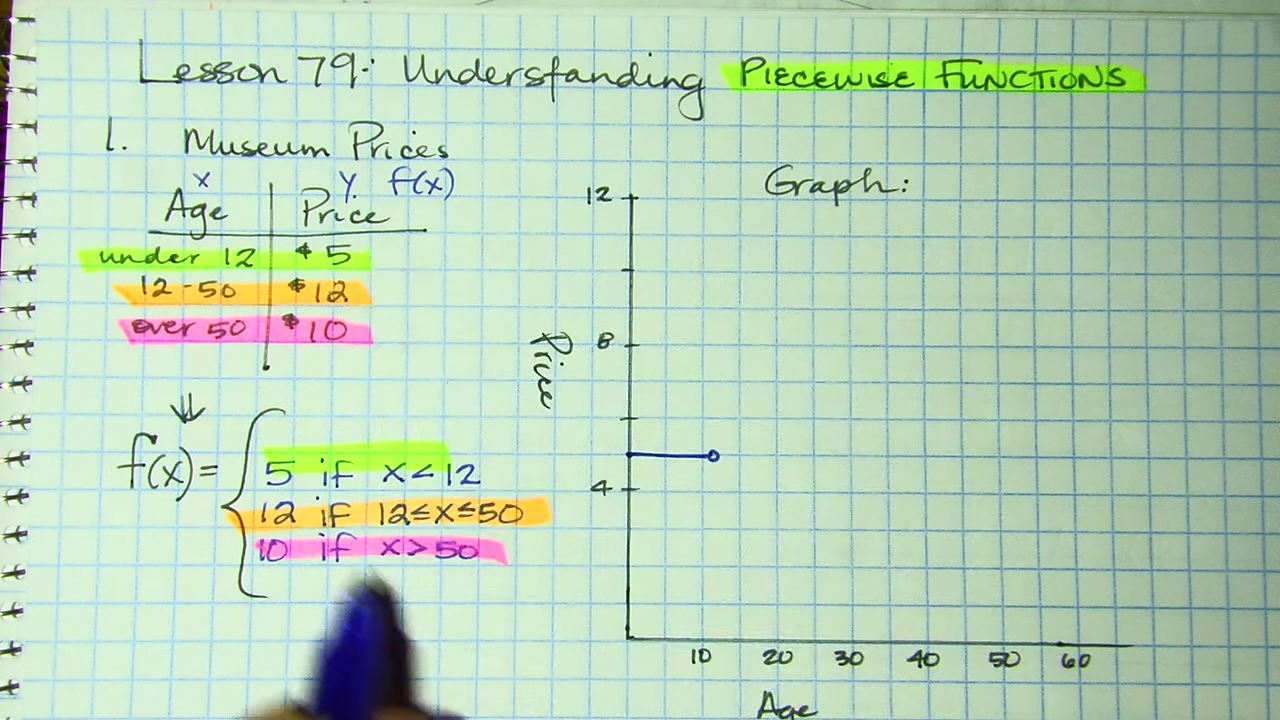 Lesson 79: Understanding PIECEWISE FUNCTIONS
1. Museum Prices
x y f(x)
Age Price
under 12 $ 5
12-50 $ 12
over 50 $ 10
f(x) =
5 if x < 12
12 if 12 ≤ x ≤ 50
10 if x > 50
Graph:
12
8
4
Price
10 20 30 40 50 60
Age